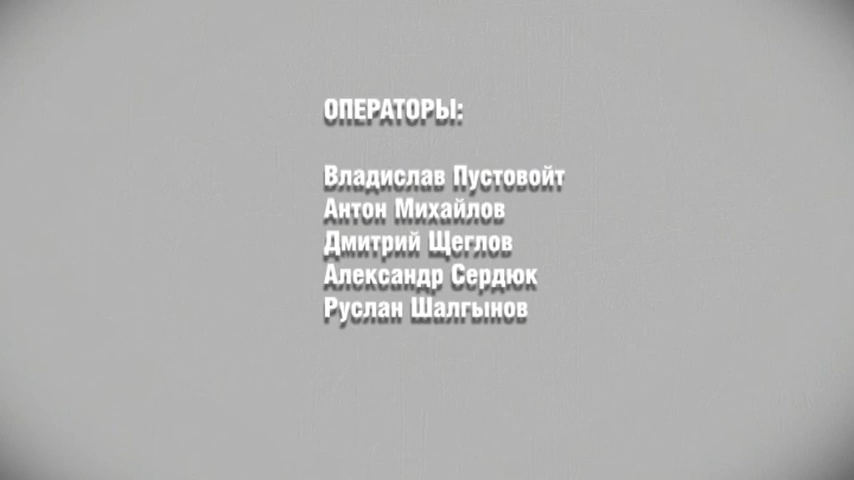 ОПЕРАТОРЫ:
Владислав Пустовойт
Антон Михайлов
Дмитрий Щеглов
Александр Сердюк
Руслан Шалгынов